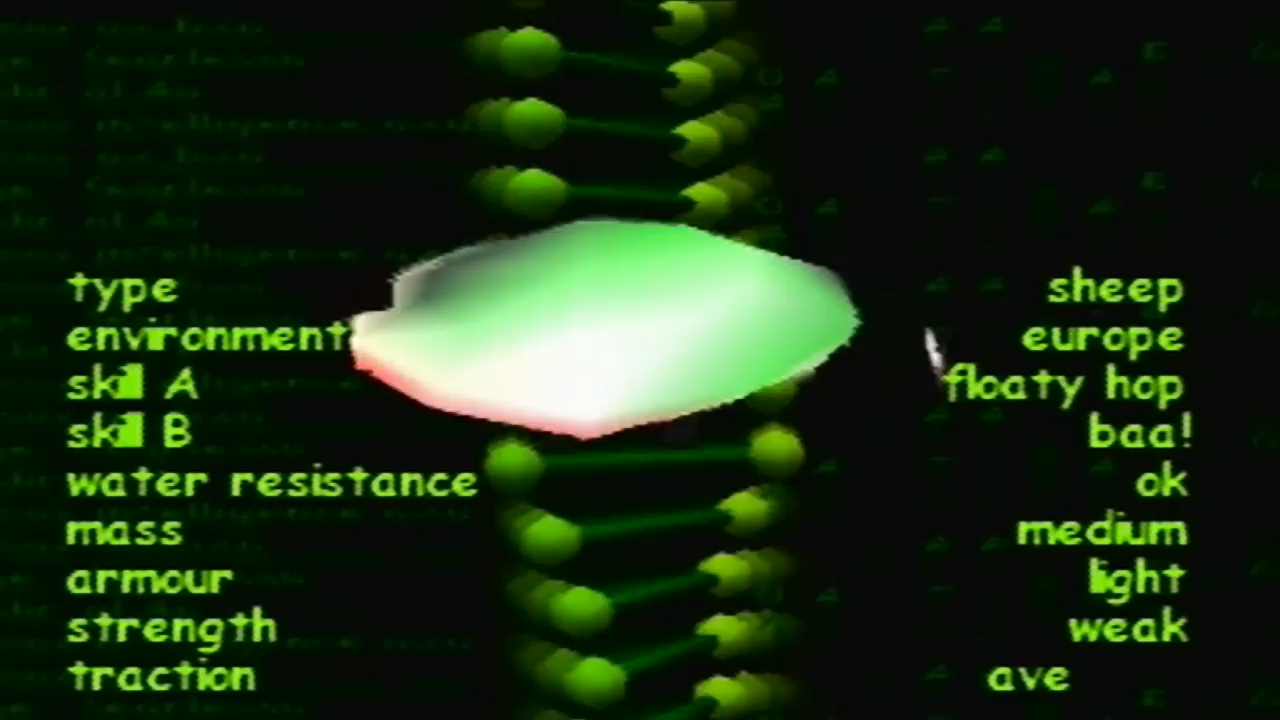 type sheep
environment europe
skill A floaty hop
skill B baa!
water resistance ok
mass medium
armour light
strength weak
traction ave